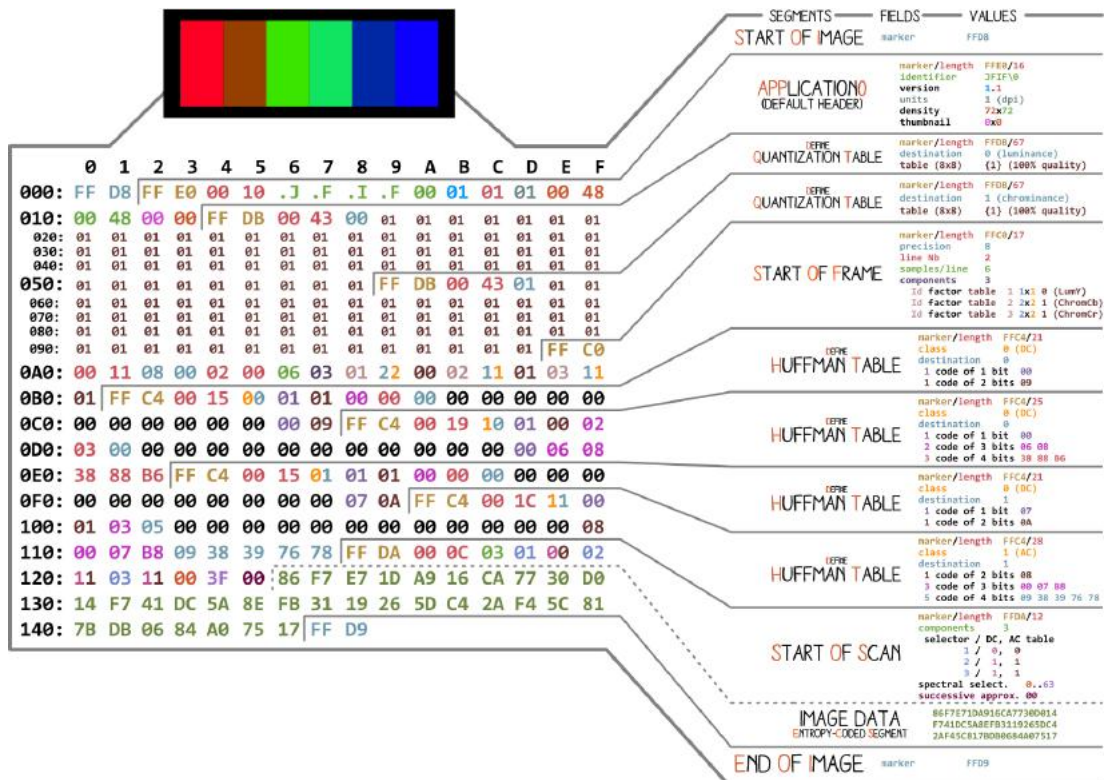 0 1 2 3 4 5 6 7 8 9 A B C D E F
000: FF D8 FF E0 00 10 .J .F .I .F 00 01 01 01 00 48
010: 00 48 00 00 FF DB 00 43 00 01 01 01 01 01 01 01
020: 01 01 01 01 01 01 01 01 01 01 01 01 01 01 01 01
030: 01 01 01 01 01 01 01 01 01 01 01 01 01 01 01 01
040: 01 01 01 01 01 01 01 01 01 01 01 01 01 01 01 01
050: 01 01 01 01 01 01 01 01 01 FF DB 00 43 01 01 01
060: 01 01 01 01 01 01 01 01 01 01 01 01 01 01 01 01
070: 01 01 01 01 01 01 01 01 01 01 01 01 01 01 01 01
080: 01 01 01 01 01 01 01 01 01 01 01 01 01 01 01 01
090: 01 01 01 01 01 01 01 01 01 01 01 01 01 01 FF C0
0A0: 00 11 08 00 02 00 06 03 01 22 00 02 11 01 03 11
0B0: 01 FF C4 00 15 00 01 01 00 00 00 00 00 00 00 00
0C0: 00 00 00 00 00 00 00 09 FF C4 00 19 10 01 00 02
0D0: 03 00 00 00 00 00 00 00 00 00 00 00 00 00 06 08
0E0: 38 88 B6 FF C4 00 15 01 01 01 00 00 00 00 00 00
0F0: 00 00 00 00 00 00 00 00 07 0A FF C4 00 1C 11 00
100: 01 03 05 00 00 00 00 00 00 00 00 00 00 00 00 08
110: 00 07 B8 09 38 39 76 78 FF DA 00 0C 03 01 00 02
120: 11 03 11 00 3F 00 86 F7 E7 1D A9 16 CA 77 30 D0
130: 14 F7 41 DC 5A 8E FB 31 19 26 5D C4 2A F4 5C 81
140: 7B DB 06 84 A0 75 17 FF D9
SEGMENTS FIELDS VALUES
START OF IMAGE marker FFD8
APPLICATION0
(DEFAULT HEADER)
marker/length FFE0/16
identifier JFIF\0
version 1.1
units 1 (dpi)
density 72x72
thumbnail 0x0
DEFINE
QUANTIZATION TABLE
marker/length FFDB/67
destination 0 (luminance)
table (8x8) {1} (100% quality)
DEFINE
QUANTIZATION TABLE
marker/length FFDB/67
destination 1 (chrominance)
table (8x8) {1} (100% quality)
START OF FRAME
marker/length FFC0/17
precision 8
line Nb 2
samples/line 6
components 3
Id factor table 1 1x1 0 (LumY)
Id factor table 2 2x2 1 (ChromCb)
Id factor table 3 2x2 1 (ChromCr)
DEFINE
HUFFMAN TABLE
marker/length FFC4/21
class 0 (DC)
destination 0
1 code of 1 bit 00
1 code of 2 bits 09
DEFINE
HUFFMAN TABLE
marker/length FFC4/25
class 0 (DC)
destination 0
1 code of 1 bit 00
2 code of 3 bits 06 08
3 code of 4 bits 38 88 B6
DEFINE
HUFFMAN TABLE
marker/length FFC4/21
class 0 (DC)
destination 1
1 code of 1 bit 07
1 code of 2 bits 0A
DEFINE
HUFFMAN TABLE
marker/length FFC4/28
class 1 (AC)
destination 1
1 code of 2 bits 08
3 code of 3 bits 00 07 B8
5 code of 4 bits 09 38 39 76 78
START OF SCAN
marker/length FFDA/12
components 3
selector / DC, AC table
1 / 0, 0
2 / 1, 1
3 / 1, 1
spectral select. 0..63
successive approx. 00
IMAGE DATA
ENTROPY-CODED SEGMENT
86F7E71DA916CA7730D014
F741DC5A8EFB3119265DC4
2AF45C817BDB0684A07517
END OF IMAGE marker FFD9